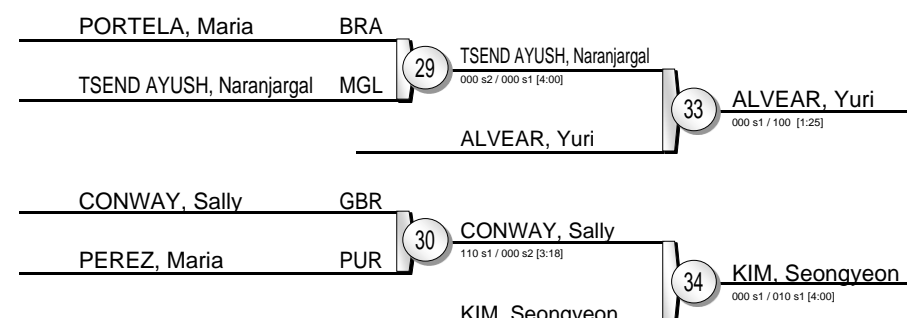 PORTELA, Maria BRA
TSEND AYUSH, Naranjargal MGL
29
TSEND AYUSH, Naranjargal
000 s2 / 000 s1 [4:00]
ALVEAR, Yuri
33
ALVEAR, Yuri
000 s1 / 100 [1:25]
CONWAY, Sally GBR
PEREZ, Maria PUR
30
CONWAY, Sally
110 s1 / 000 s2 [3:18]
KIM, Seongyeon
34
KIM, Seongyeon
000 s1 / 010 s1 [4:00]